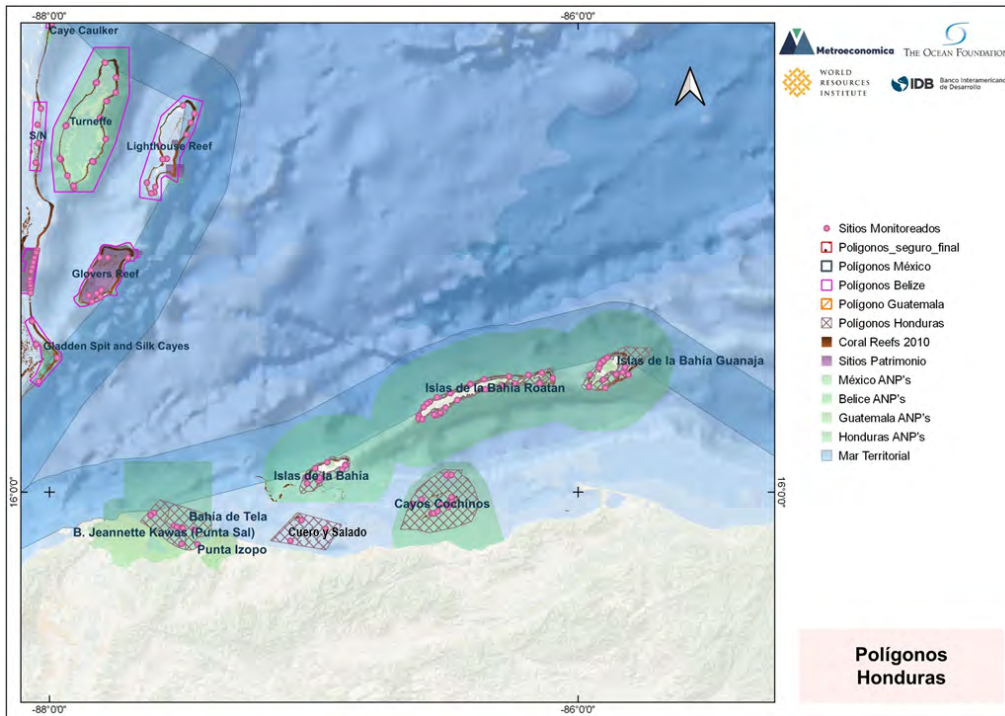 -88°0'0"
-86°0'0"
Caye Caulker
Turneffe
S/N
Lighthouse Reef
Glovers Reef
Gladden Spit and Silk Cayes
Islas de la Bahía Guanaja
Islas de la Bahía Roatán
Islas de la Bahía
16°0'0"
16°0'0"
Cayos Cochinos
Bahía de Tela
B. Jeannette Kawas (Punta Sal)
Cuero y Salado
Punta Izopo
-88°0'0"
-86°0'0"
Metroeconomica
THE OCEAN FOUNDATION
WORLD
RESOURCES
INSTITUTE
IDB
Banco Interamericano
de Desarrollo
Sitios Monitoreados
Poligonos_seguro_final
Polígonos México
Polígonos Belize
Polígino Guatemala
Polígonos Honduras
Coral Reefs 2010
Sitios Patrimonio
México ANP's
Belice ANP's
Guatemala ANP's
Honduras ANP's
Mar Territorial
Polígonos
Honduras